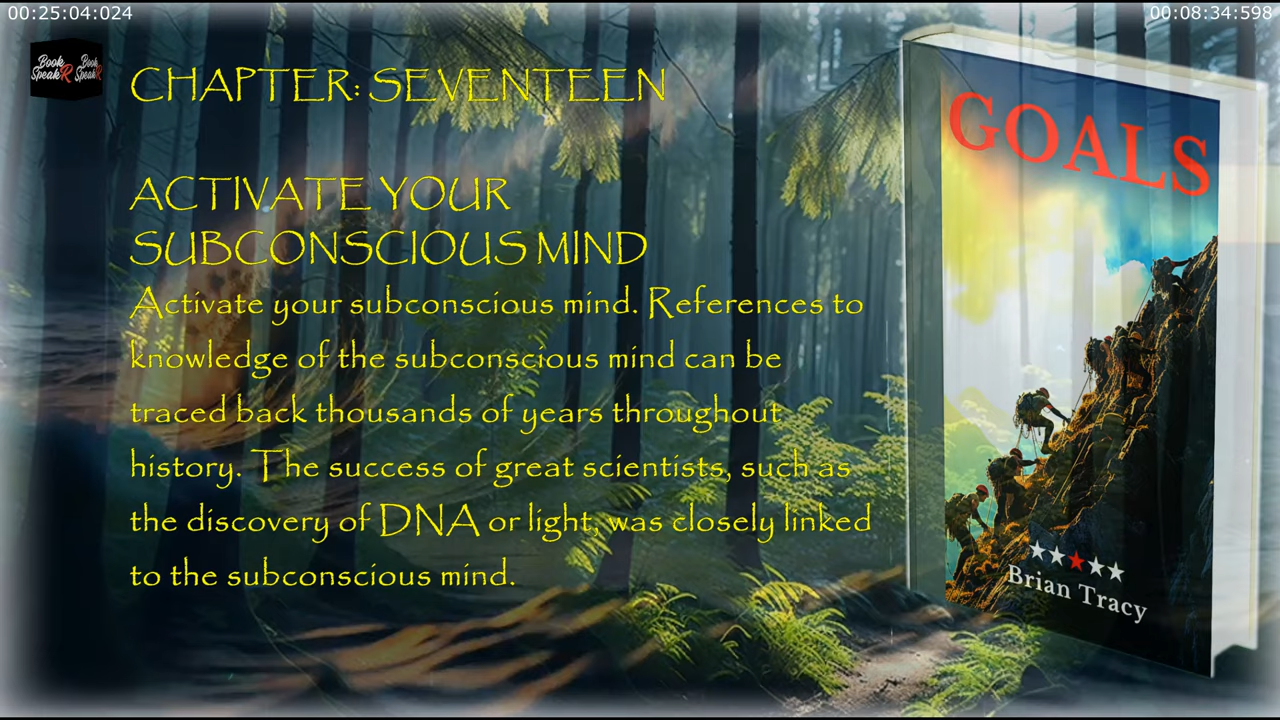 00:25:04:024
00:08:34:598
Book
SpeakR
Book
SpeakR
CHAPTER: SEVENTEEN
ACTIVATE YOUR
SUBCONSCIOUS MIND
Activate your subconscious mind. References to
knowledge of the subconscious mind can be
traced back thousands of years throughout
history. The success of great scientists, such as
the discovery of DNA or light, was closely linked
to the subconscious mind.
GOALS
Brian Tracy